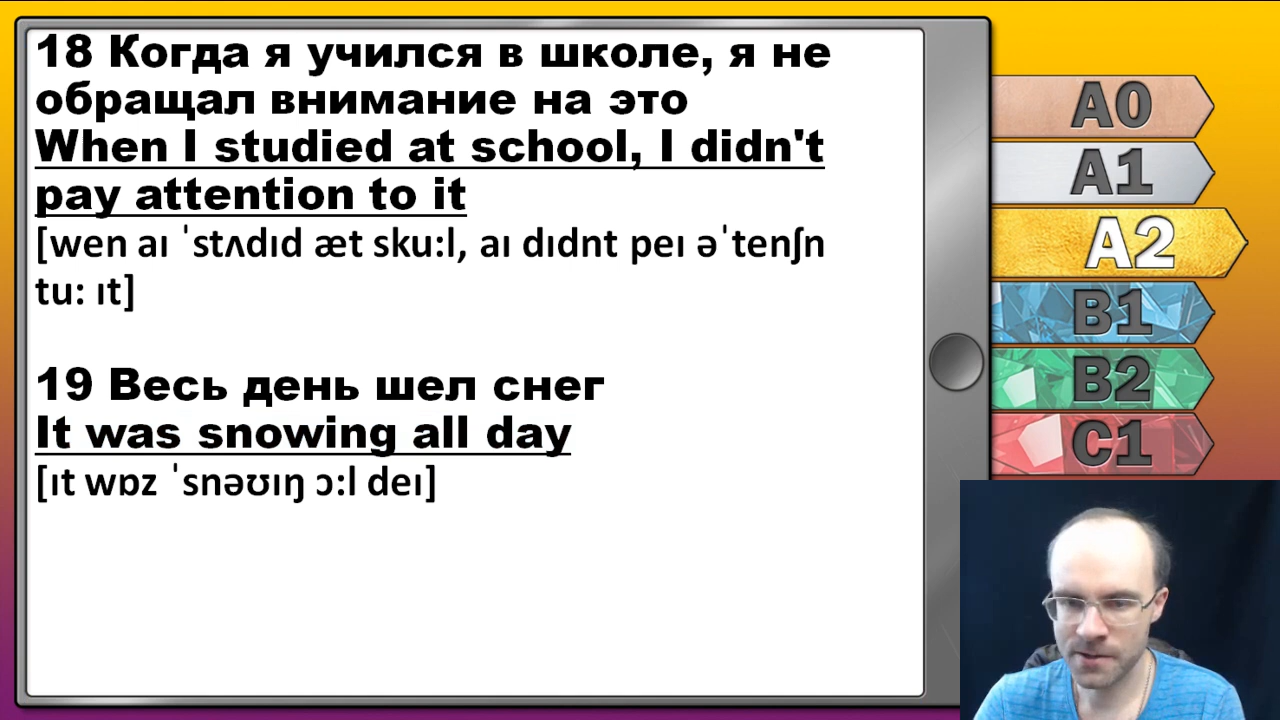 18 Когда я учился в школе, я не
обращал внимание на это
When I studied at school, I didn't
pay attention to it
[wen aɪ ˈstʌdɪd æt sku:l, aɪ dɪdnt peɪ əˈtenʃn
tu: ɪt]
19 Весь день шел снег
It was snowing all day
[ɪt wɒz ˈsnəʊɪŋ ɔ:l deɪ]
A0
A1
A2
B1
B2
C1